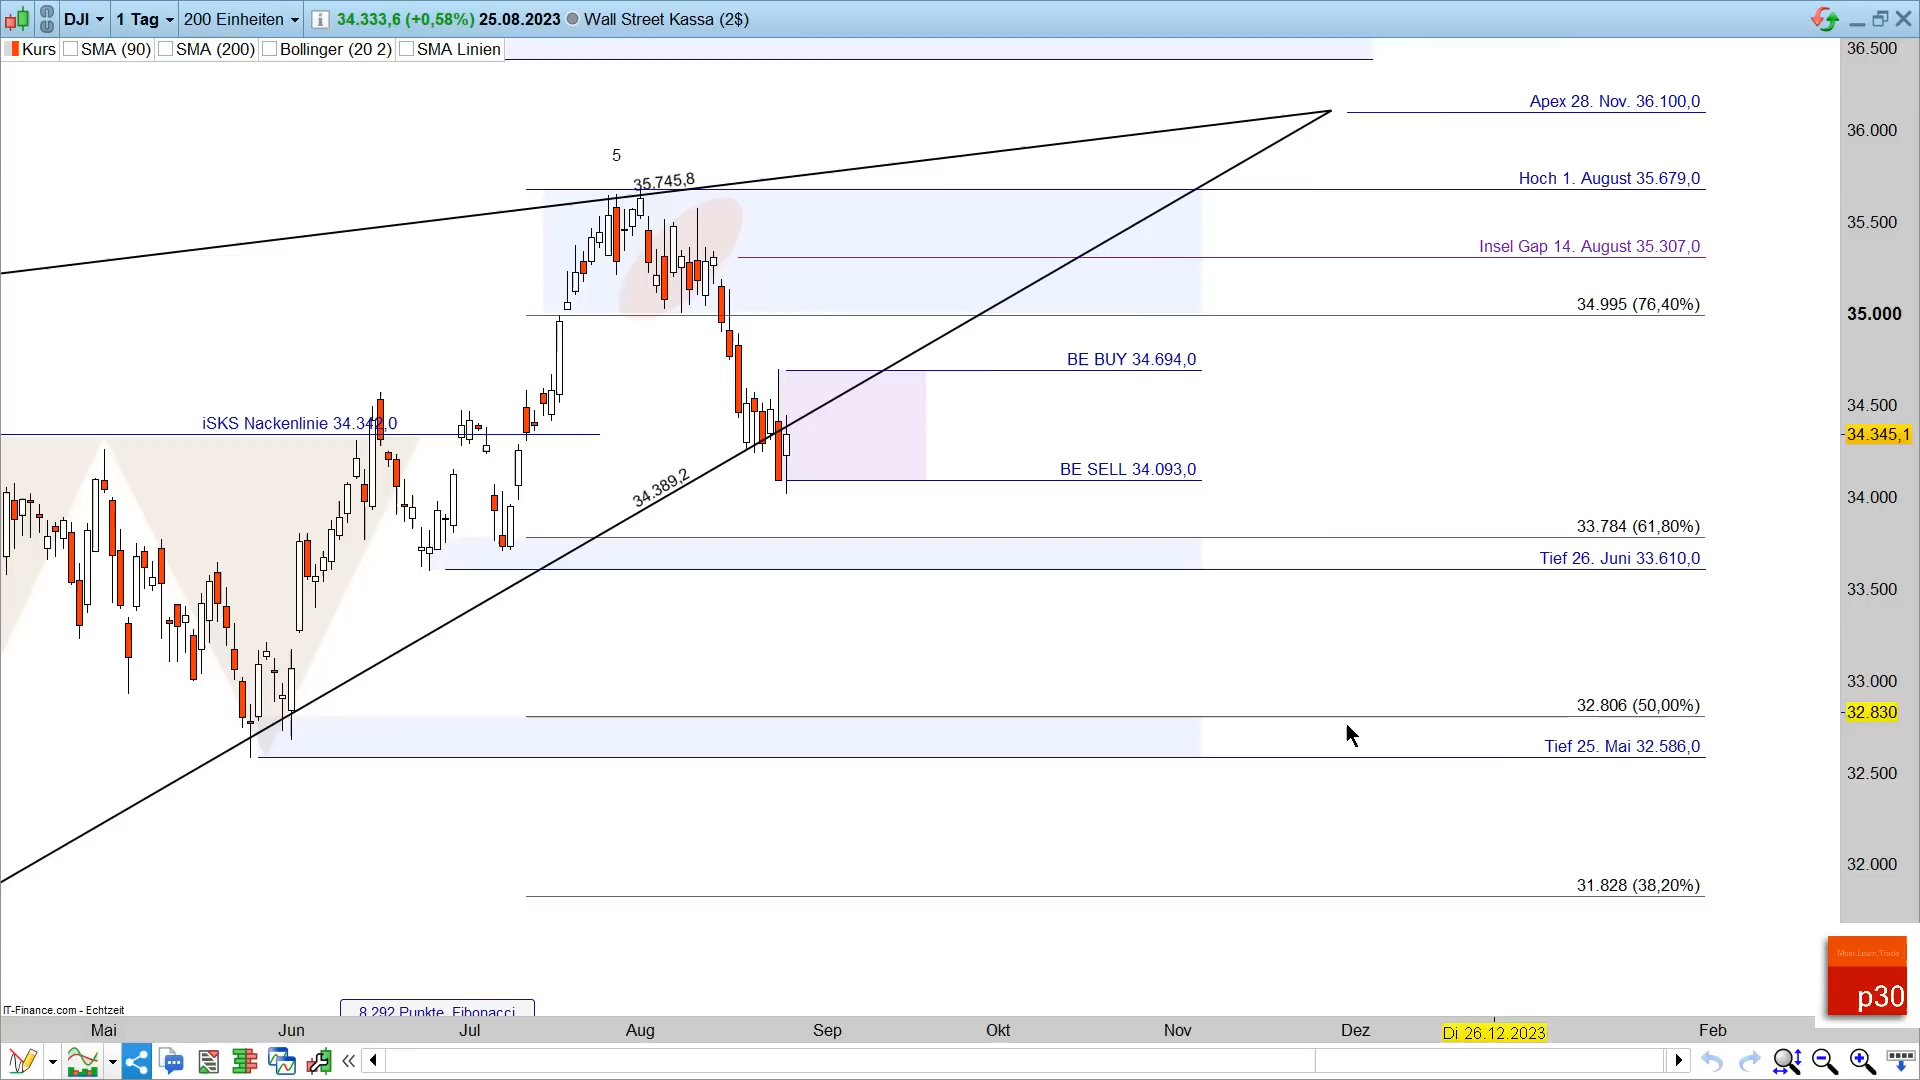 DJI 1 Tag 200 Einheiten 34.333,6 (+0,58%) 25.08.2023 Wall Street Kassa (2$)
Kurs SMA (90) SMA (200) Bollinger (20 2) SMA Linien
36.500
Apex 28. Nov. 36.100,0
36.000
5
35.745,8
Hoch 1. August 35.679,0
35.500
Insel Gap 14. August 35.307,0
34.995 (76,40%)
35.000
BE BUY 34.694,0
34.500
iSKS Nackenlinie 34.342,0
34.345,1
BE SELL 34.093,0
34.389,2
34.000
33.784 (61,80%)
Tief 26. Juni 33.610,0
33.500
33.000
32.806 (50,00%)
32.830
Tief 25. Mai 32.586,0
32.500
32.000
31.828 (38,20%)
Meer.Learn Trade
p30
IT-Finance.com - Echtzeit
8.292 Punkte, Fibonacci
Mai Jun Jul Aug Sep Okt Nov Dez Di 26.12.2023 Feb